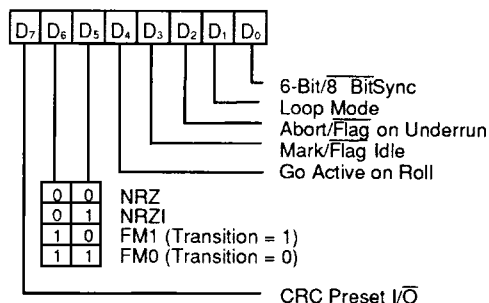 D7 D6 D5 D4 D3 D2 D1 D0
6-Bit/8 BitSync
Loop Mode
Abort/Flag on Underrun
Mark/Flag Idle
Go Active on Roll
0 0 NRZ
0 1 NRZI
1 0 FM1 (Transition = 1)
1 1 FM0 (Transition = 0)
CRC Preset I/O